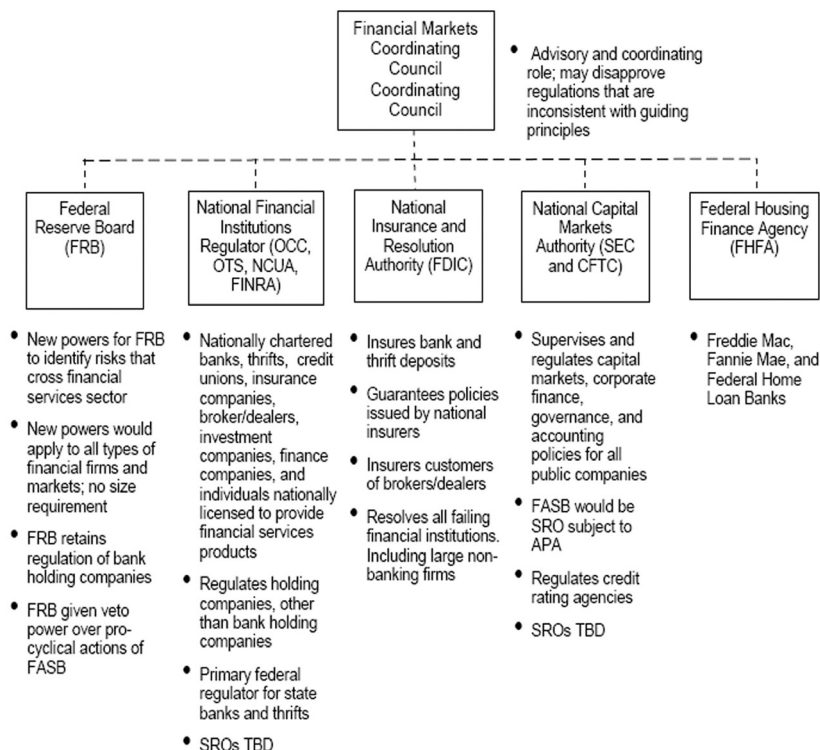 Financial Markets
Coordinating
Council
Coordinating
Council
• Advisory and coordinating
role; may disapprove
regulations that are
inconsistent with guiding
principles
Federal
Reserve Board
(FRB)
National Financial
Institutions
Regulator (OCC,
OTS, NCUA,
FINRA)
National
Insurance and
Resolution
Authority (FDIC)
National Capital
Markets
Authority (SEC
and CFTC)
Federal Housing
Finance Agency
(FHFA)
• New powers for FRB
to identify risks that
cross financial
services sector
• New powers would
apply to all types of
financial firms and
markets; no size
requirement
• FRB retains
regulation of bank
holding companies
• FRB given veto
power over pro-
cyclical actions of
FASB
• Nationally chartered
banks, thrifts, credit
unions, insurance
companies,
broker/dealers,
investment
companies, finance
companies, and
individuals nationally
licensed to provide
financial services
products
• Regulates holding
companies, other
than bank holding
companies
• Primary federal
regulator for state
banks and thrifts
• SROs TBD
• Insures bank and
thrift deposits
• Guarantees policies
issued by national
insurers
• Insurers customers
of brokers/dealers
• Resolves all failing
financial institutions.
Including large non-
banking firms
• Supervises and
regulates capital
markets, corporate
finance,
governance, and
accounting
policies for all
public companies
• FASB would be
SRO subject to
APA
• Regulates credit
rating agencies
• SROs TBD
• Freddie Mac,
Fannie Mae, and
Federal Home
Loan Banks